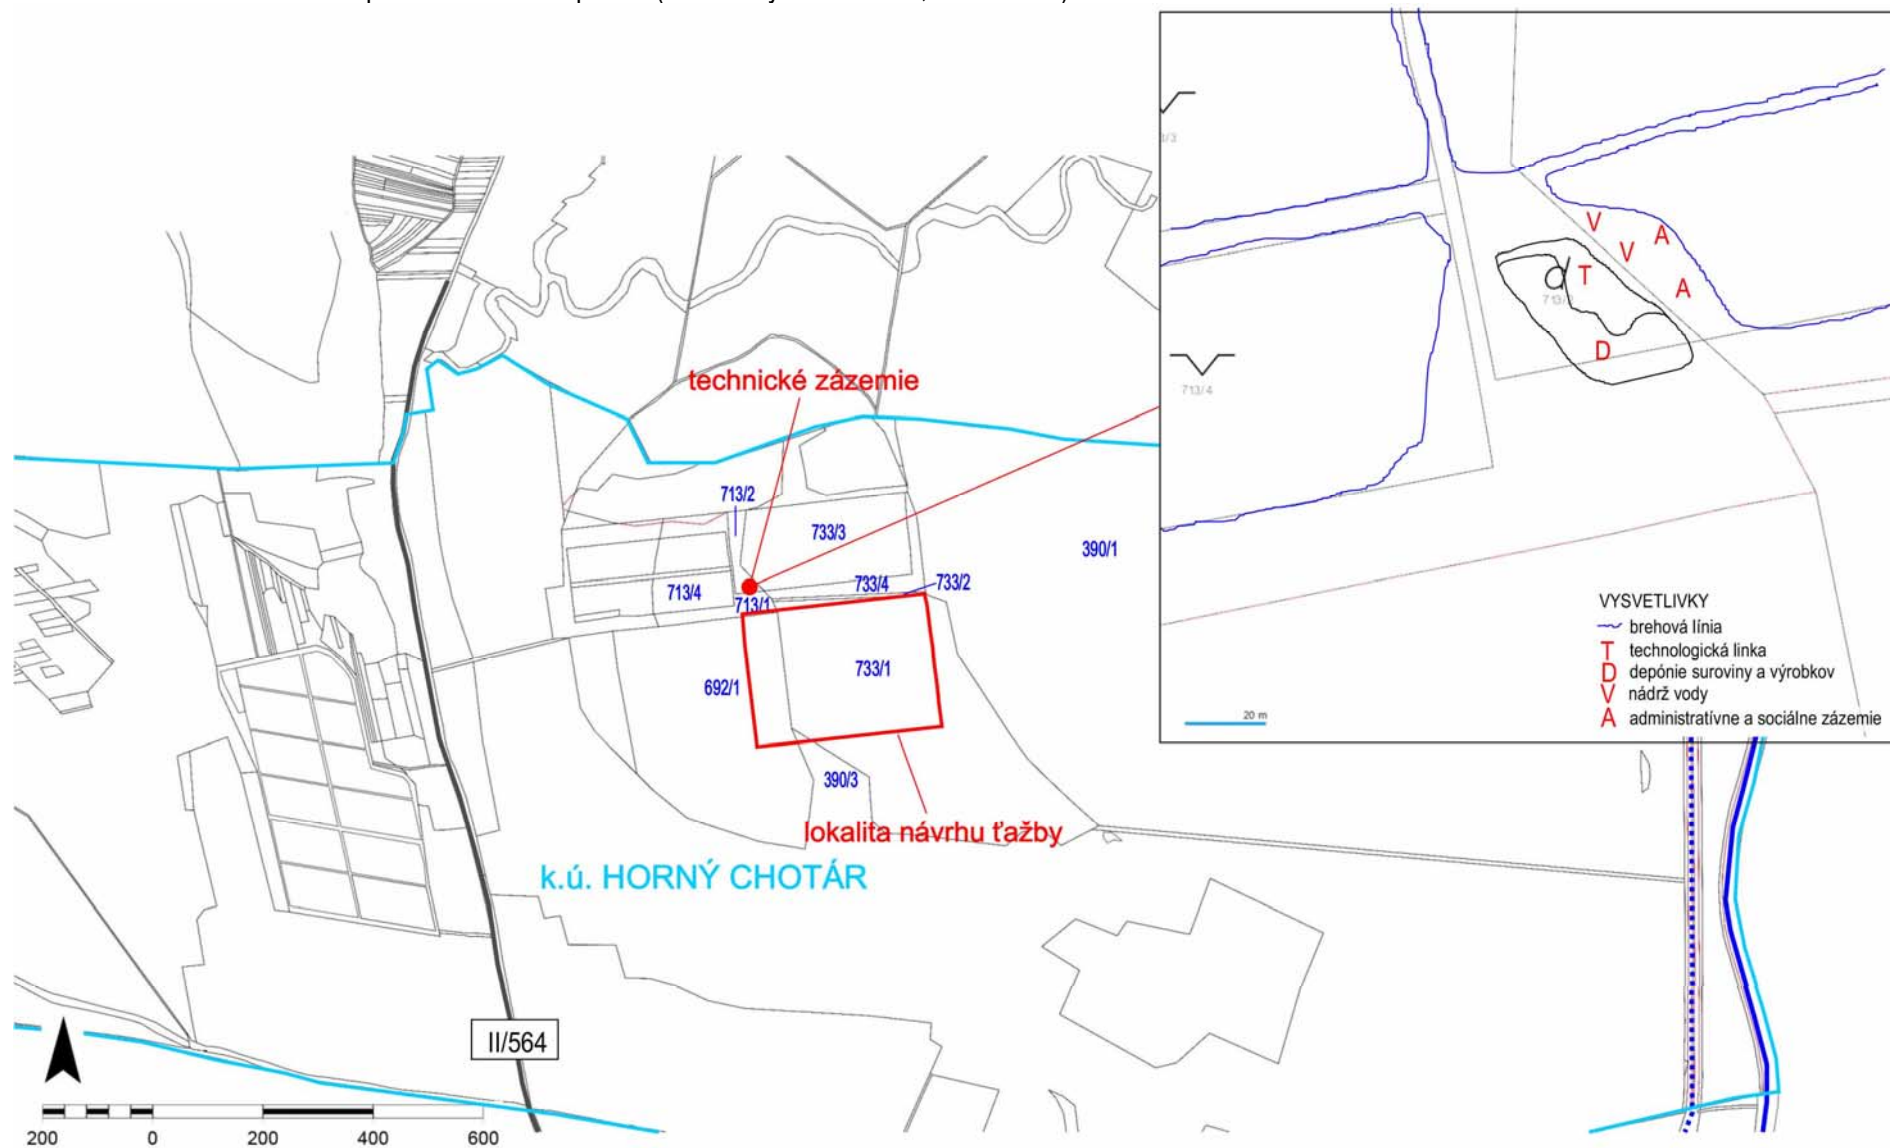 technické zázemie
713/2
733/3
390/1
713/4
733/4
733/2
713/1
692/1
733/1
390/3
lokalita návrhu ťažby
k.ú. HORNÝ CHOTÁR
II/564
200 0 200 400 600
V
A
V
T
A
D
713/4
VYSVETLIVKY
brehová línia
T technologická linka
D depónie suroviny a výrobkov
V nádrž vody
A administratívne a sociálne zázemie
20 m